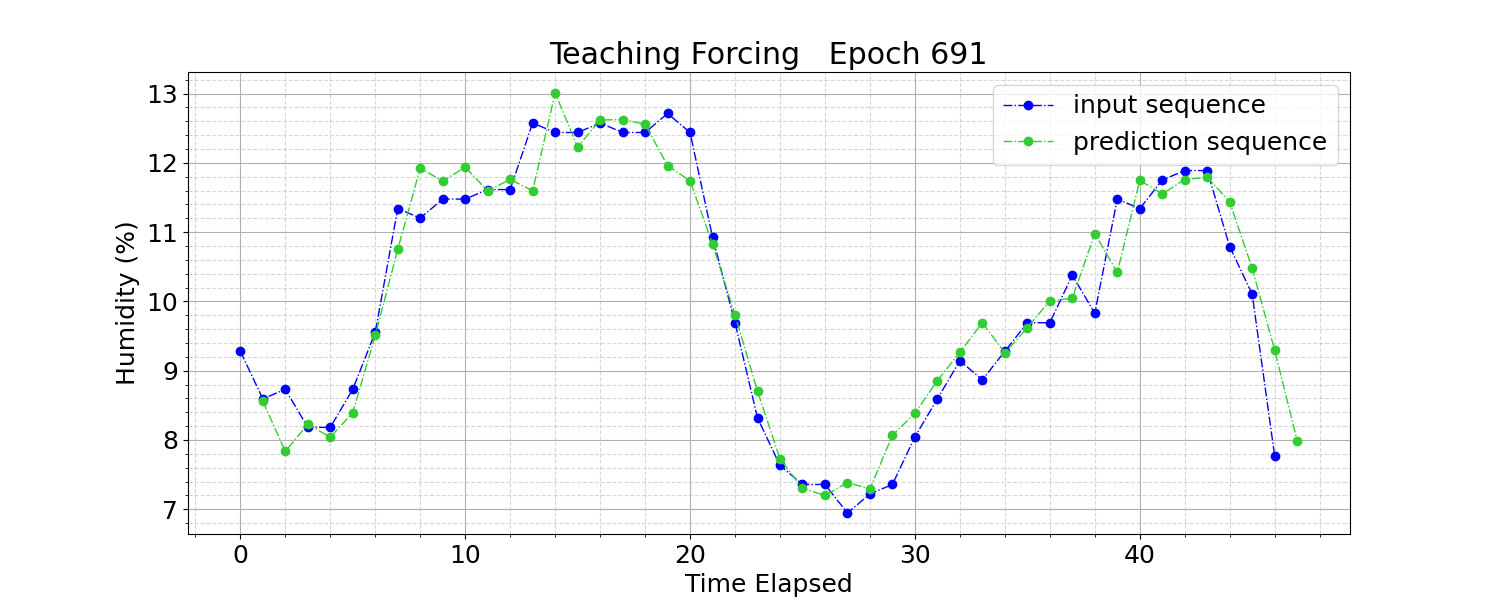 Teaching Forcing   Epoch 691
input sequence
prediction sequence
13
12
11
10
9
8
7
Humidity (%)
0 10 20 30 40
Time Elapsed